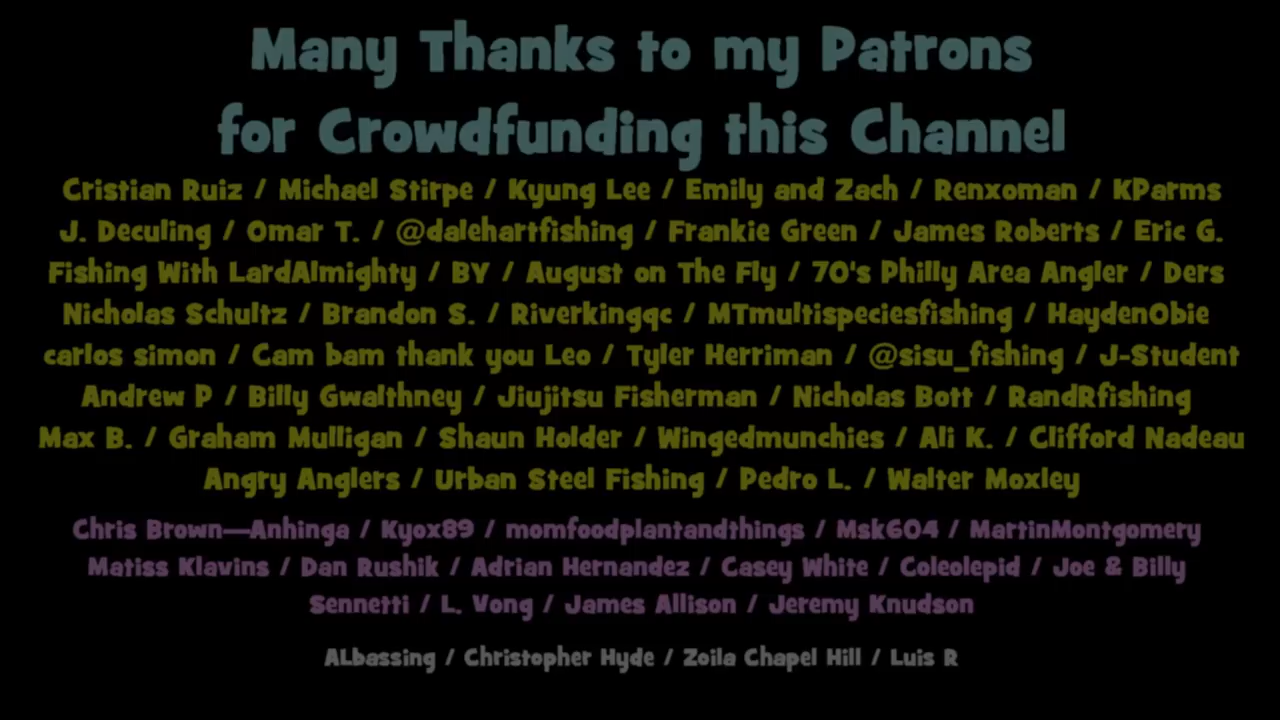 Many Thanks to my Patrons
for Crowdfunding this Channel
Cristian Ruiz / Michael Stirpe / Kyung Lee / Emily and Zach / Renxoman / KParms
J. Deculing / Omar T. / @dalehartfishing / Frankie Green / James Roberts / Eric G.
Fishing With LardAlmighty / BY / August on The Fly / 70's Philly Area Angler / Ders
Nicholas Schultz / Brandon S. / Riverkingqc / MTmultispeciesfishing / HaydenObie
carlos simon / Cam bam thank you Leo / Tyler Herriman / @sisu_fishing / J-Student
Andrew P / Billy Gwalthney / Jiujitsu Fisherman / Nicholas Bott / RandRfishing
Max B. / Graham Mulligan / Shaun Holder / Wingedmunchies / Ali K. / Clifford Nadeau
Angry Anglers / Urban Steel Fishing / Pedro L. / Walter Moxley
Chris Brown—Anhinga / Kyox89 / momfoodplantandthings / Msk604 / MartinMontgomery
Matiss Klavins / Dan Rushik / Adrian Hernandez / Casey White / Coleolepid / Joe & Billy
Sennetti / L. Vong / James Allison / Jeremy Knudson
ALbassing / Christopher Hyde / Zoila Chapel Hill / Luis R